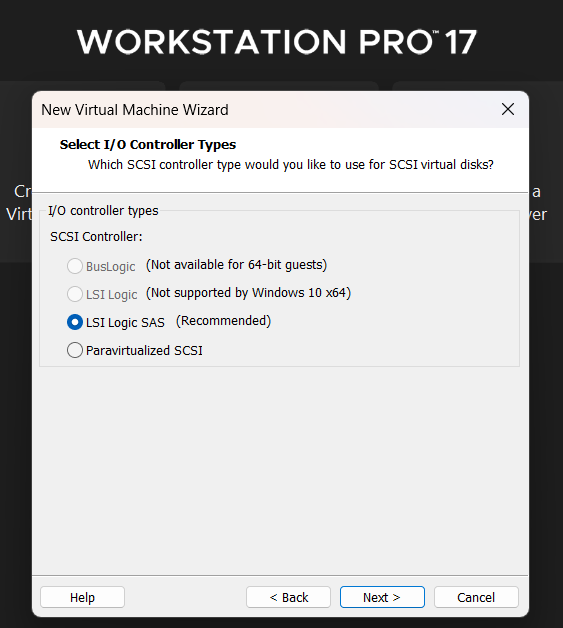 WORKSTATION PRO™ 17
New Virtual Machine Wizard
Select I/O Controller Types
Which SCSI controller type would you like to use for SCSI virtual disks?
Cr
a
Virt
ver
I/O controller types
SCSI Controller:
BusLogic (Not available for 64-bit guests)
LSI Logic (Not supported by Windows 10 x64)
LSI Logic SAS (Recommended)
Paravirtualized SCSI
Help
< Back
Next >
Cancel